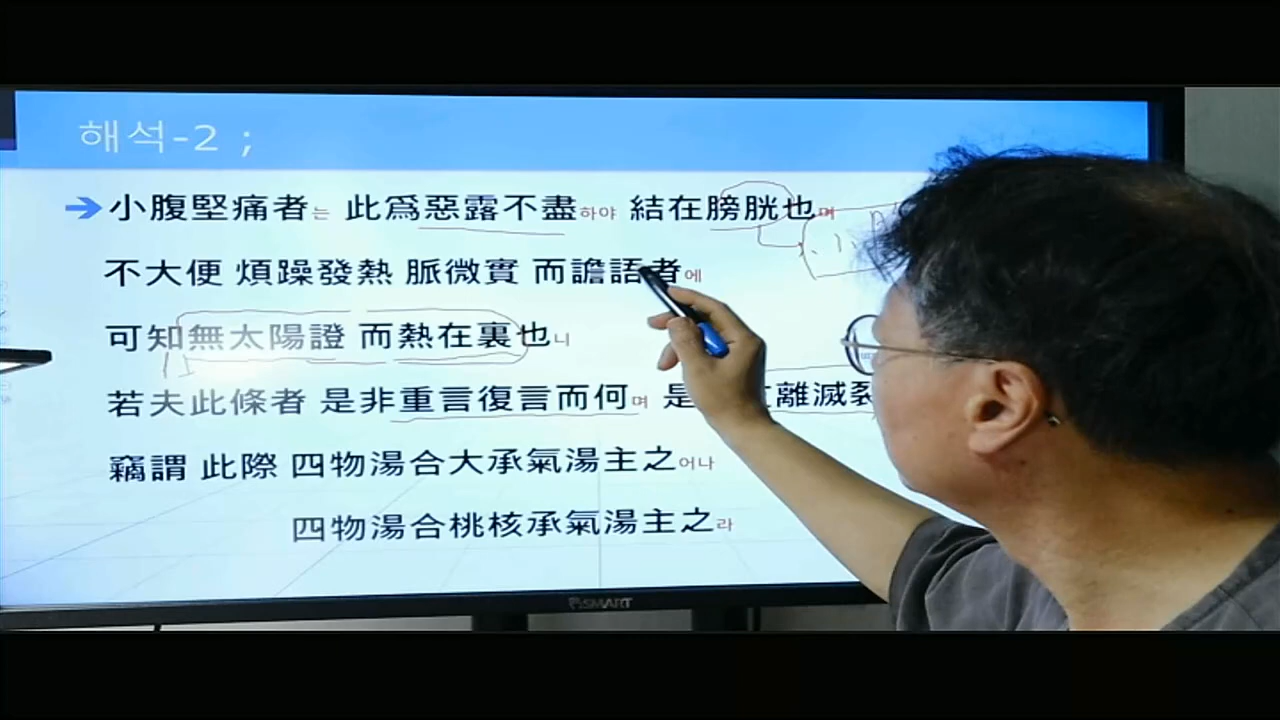 해석-2 ;
小腹堅痛者는 此爲惡露不盡하야 結在膀胱也며
不大便 煩躁發熱 脈微實 而譫語者에
可知無太陽證 而熱在裏也니
若夫此條者 是非重言復言而何며 是 離滅裂
竊謂 此際 四物湯合大承氣湯主之어나
四物湯合桃核承氣湯主之라
SMART